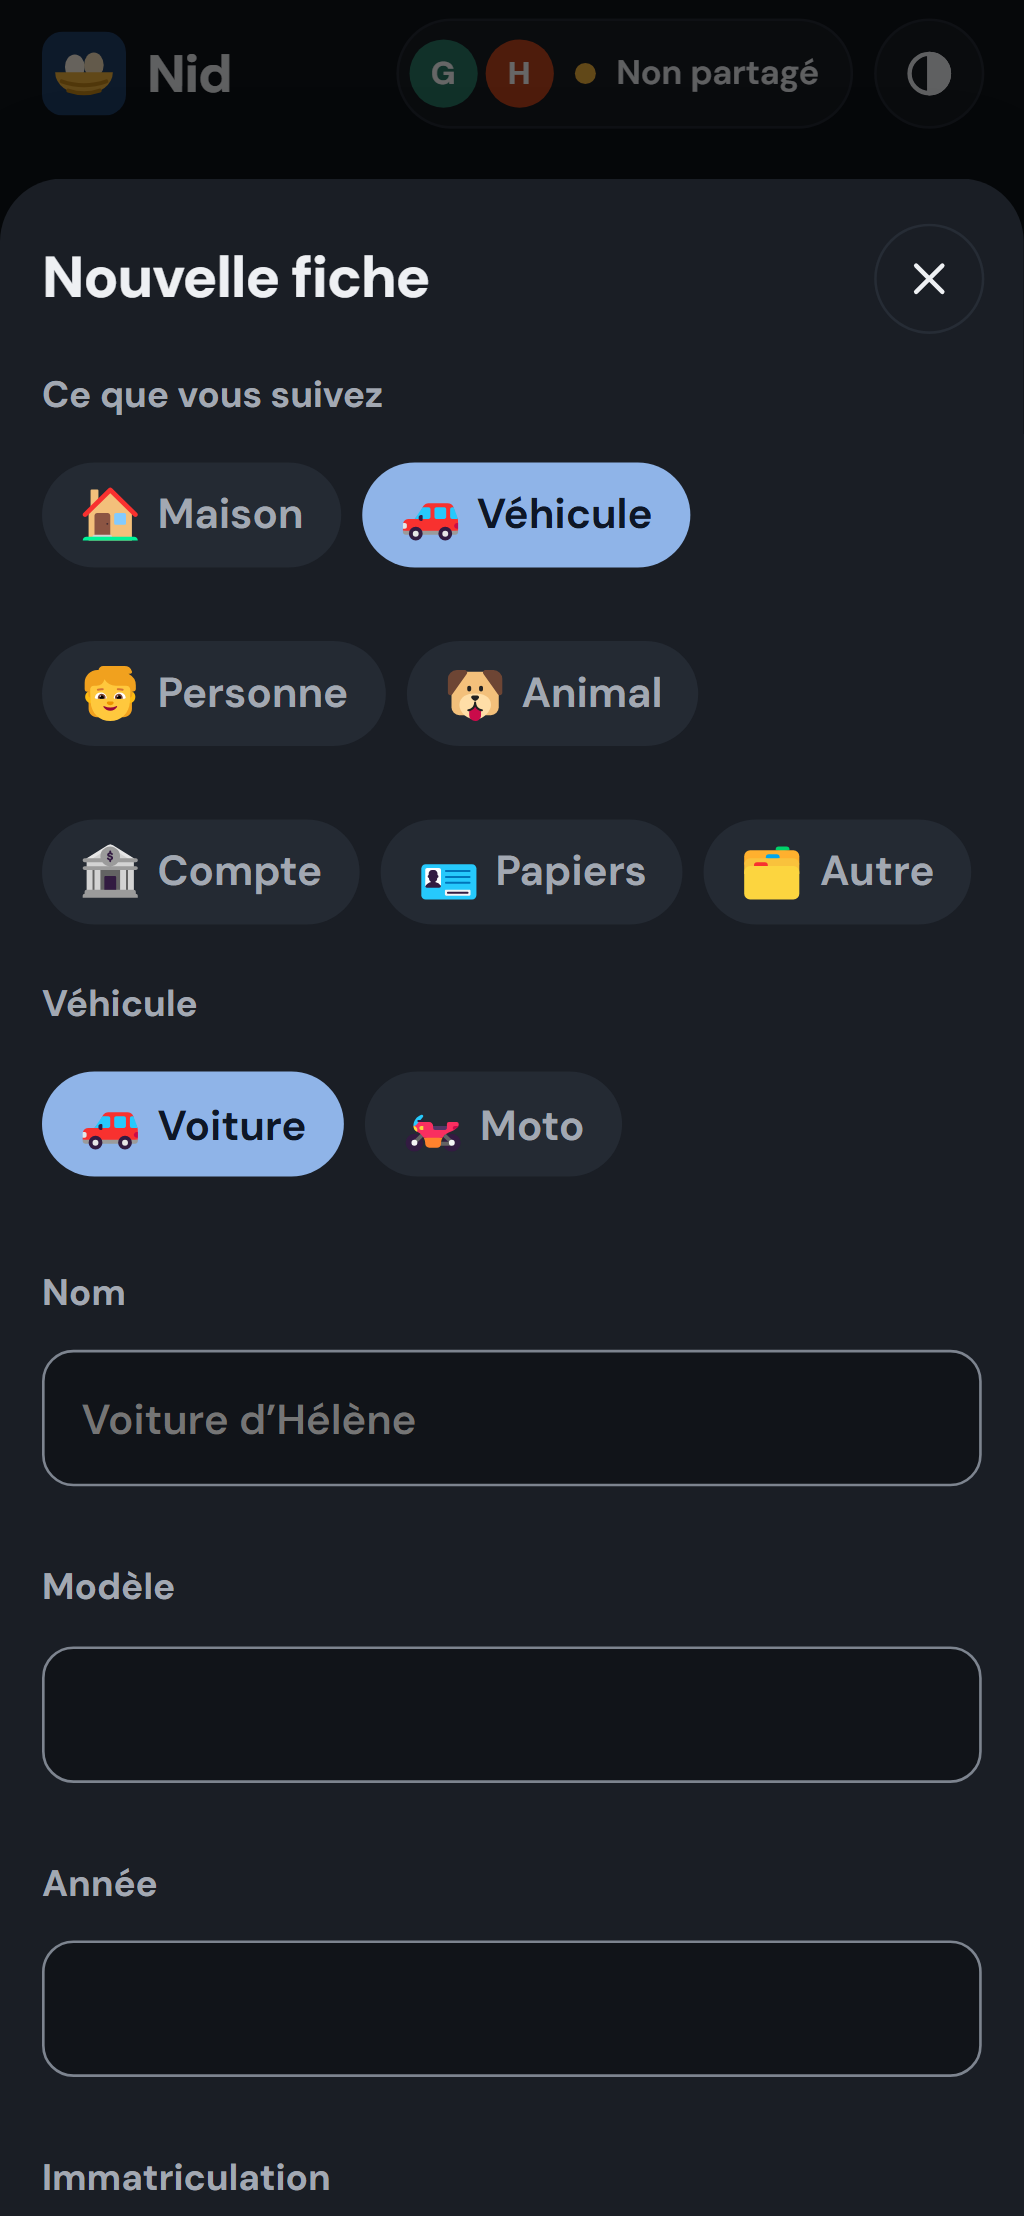 Nid
G H Non partagé
Nouvelle fiche
Ce que vous suivez
Maison Véhicule
Personne Animal
Compte Papiers Autre
Véhicule
Voiture Moto
Nom
Voiture d’Hélène
Modèle
Année
Immatriculation